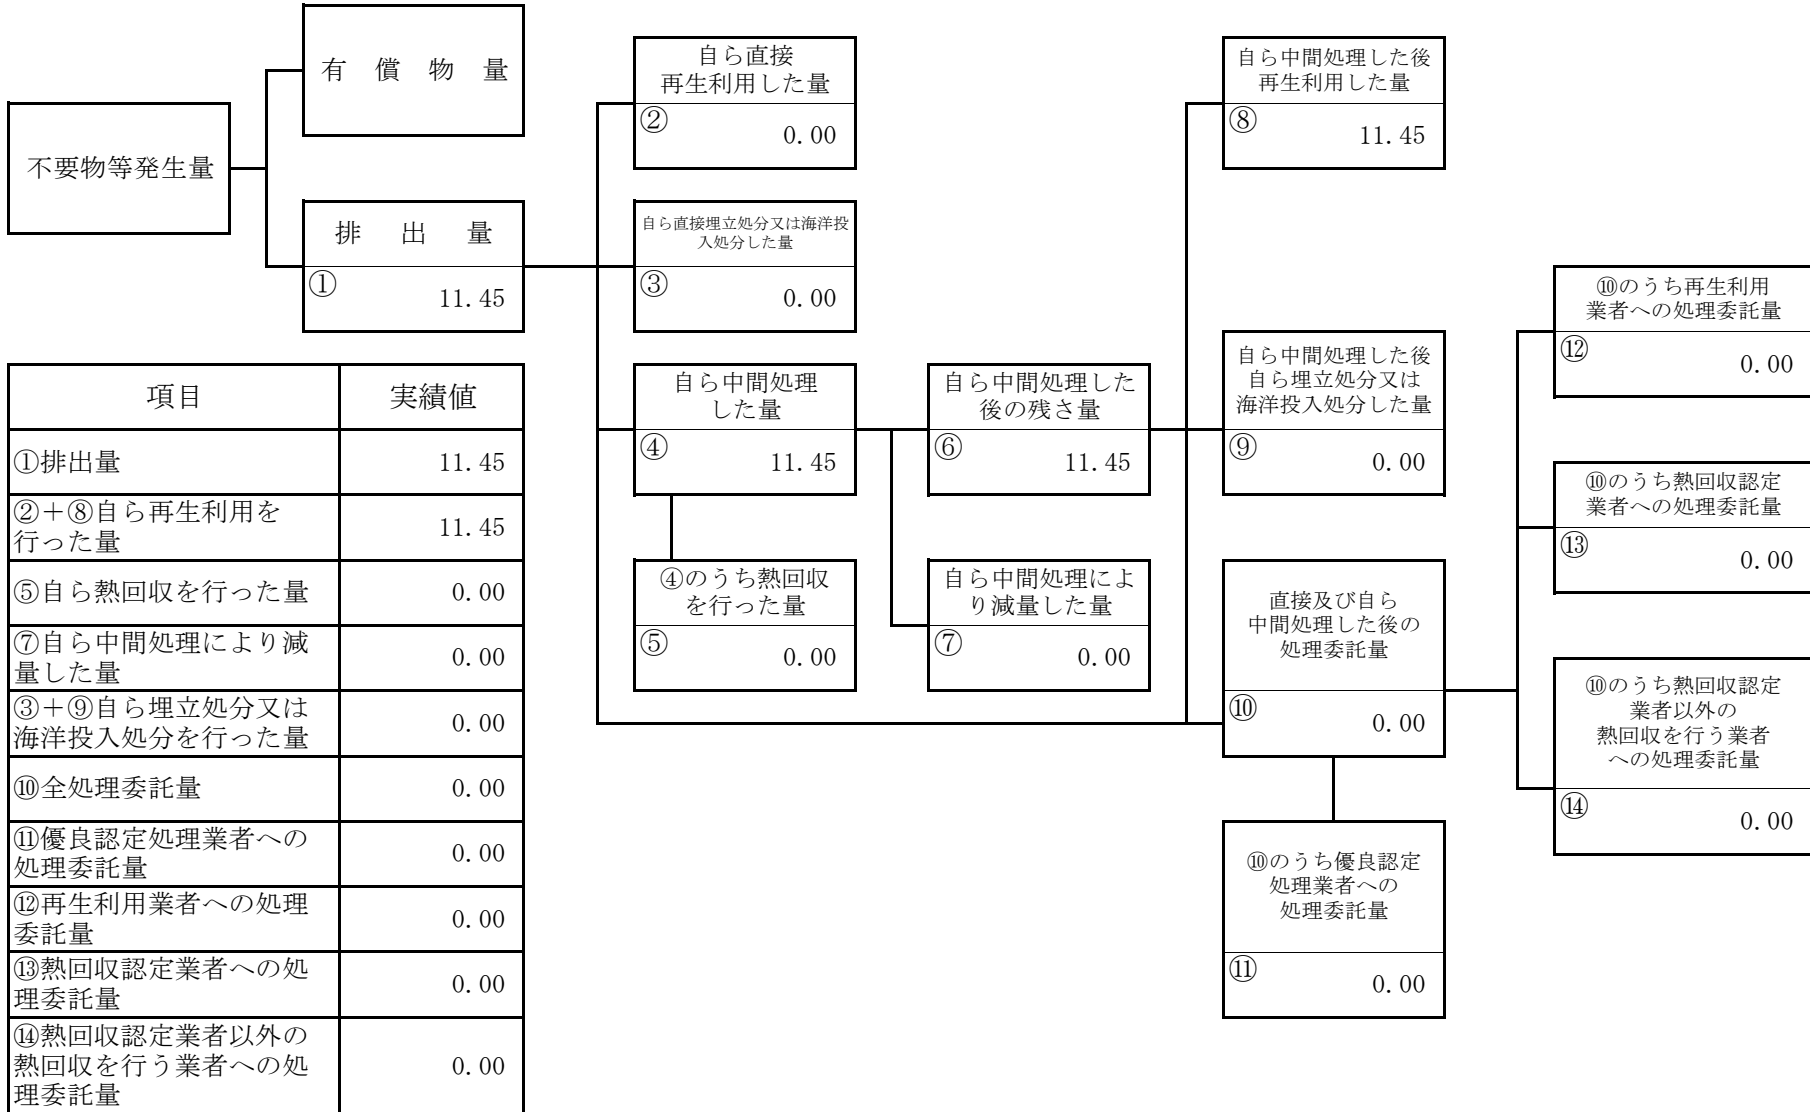 有償物量
不要物等発生量
排出量
①
11.45
自ら直接
再生利用した量
②
0.00
自ら直接埋立処分又は海洋投
入処分した量
③
0.00
自ら中間処理
した量
④
11.45
④のうち熱回収
を行った量
⑤
0.00
自ら中間処理した
後の残さ量
⑥
11.45
自ら中間処理によ
り減量した量
⑦
0.00
自ら中間処理した後
再生利用した量
⑧
11.45
自ら中間処理した後
自ら埋立処分又は
海洋投入処分した量
⑨
0.00
直接及び自ら
中間処理した後の
処理委託量
⑩
0.00
⑩のうち優良認定
処理業者への
処理委託量
⑪
0.00
⑩のうち再生利用
業者への処理委託量
⑫
0.00
⑩のうち熱回収認定
業者への処理委託量
⑬
0.00
⑩のうち熱回収認定
業者以外の
熱回収を行う業者
への処理委託量
⑭
0.00
項目 実績値
①排出量 11.45
②+⑧自ら再生利用を
行った量 11.45
⑤自ら熱回収を行った量 0.00
⑦自ら中間処理により減
量した量 0.00
③+⑨自ら埋立処分又は
海洋投入処分を行った量 0.00
⑩全処理委託量 0.00
⑪優良認定処理業者への
処理委託量 0.00
⑫再生利用業者への処理
委託量 0.00
⑬熱回収認定業者への処
理委託量 0.00
⑭熱回収認定業者以外の
熱回収を行う業者への処 0.00
理委託量